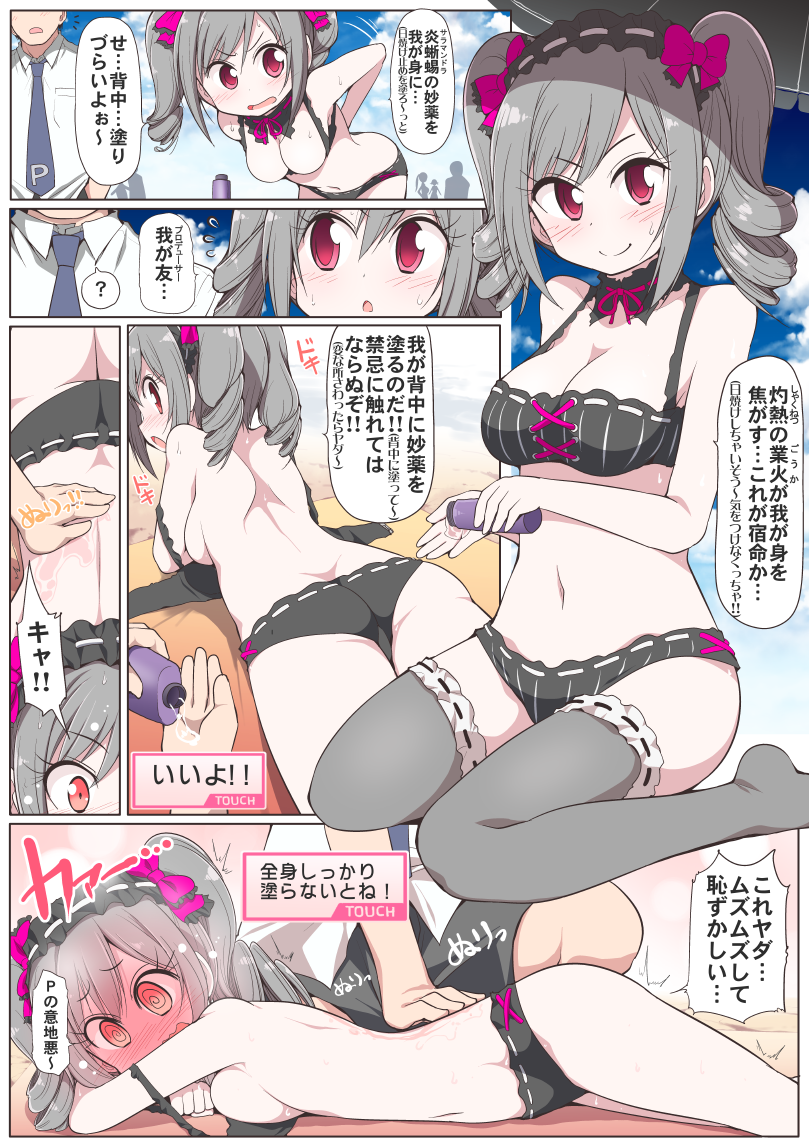 灼熱の業火が我が身を
しゃくねつ ごうか
焦がす…これが宿命か…
(日焼けしちゃいそう～気をつけなくっちゃ!!)
炎蜥蜴の妙薬を
サラマンドラ
我が身に…
(日焼け止めを塗ろ～っと)
せ…背中…塗り
づらいよぉ～
P
我が友…
プロデューサー
?
我が背中に妙薬を
塗るのだ!!(背中に塗って～)
禁忌に触れては
ならぬぞ!!
(変な所さわったらヤダ～)
ドキ
ドキ
いいよ!!
TOUCH
ぬりっ!!
キャ!!
全身しっかり
塗らないとね!
TOUCH
これヤダ…
ムズムズして
恥ずかしい…
カァー…
ぬりっ
ぬりっ
Pの意地悪～